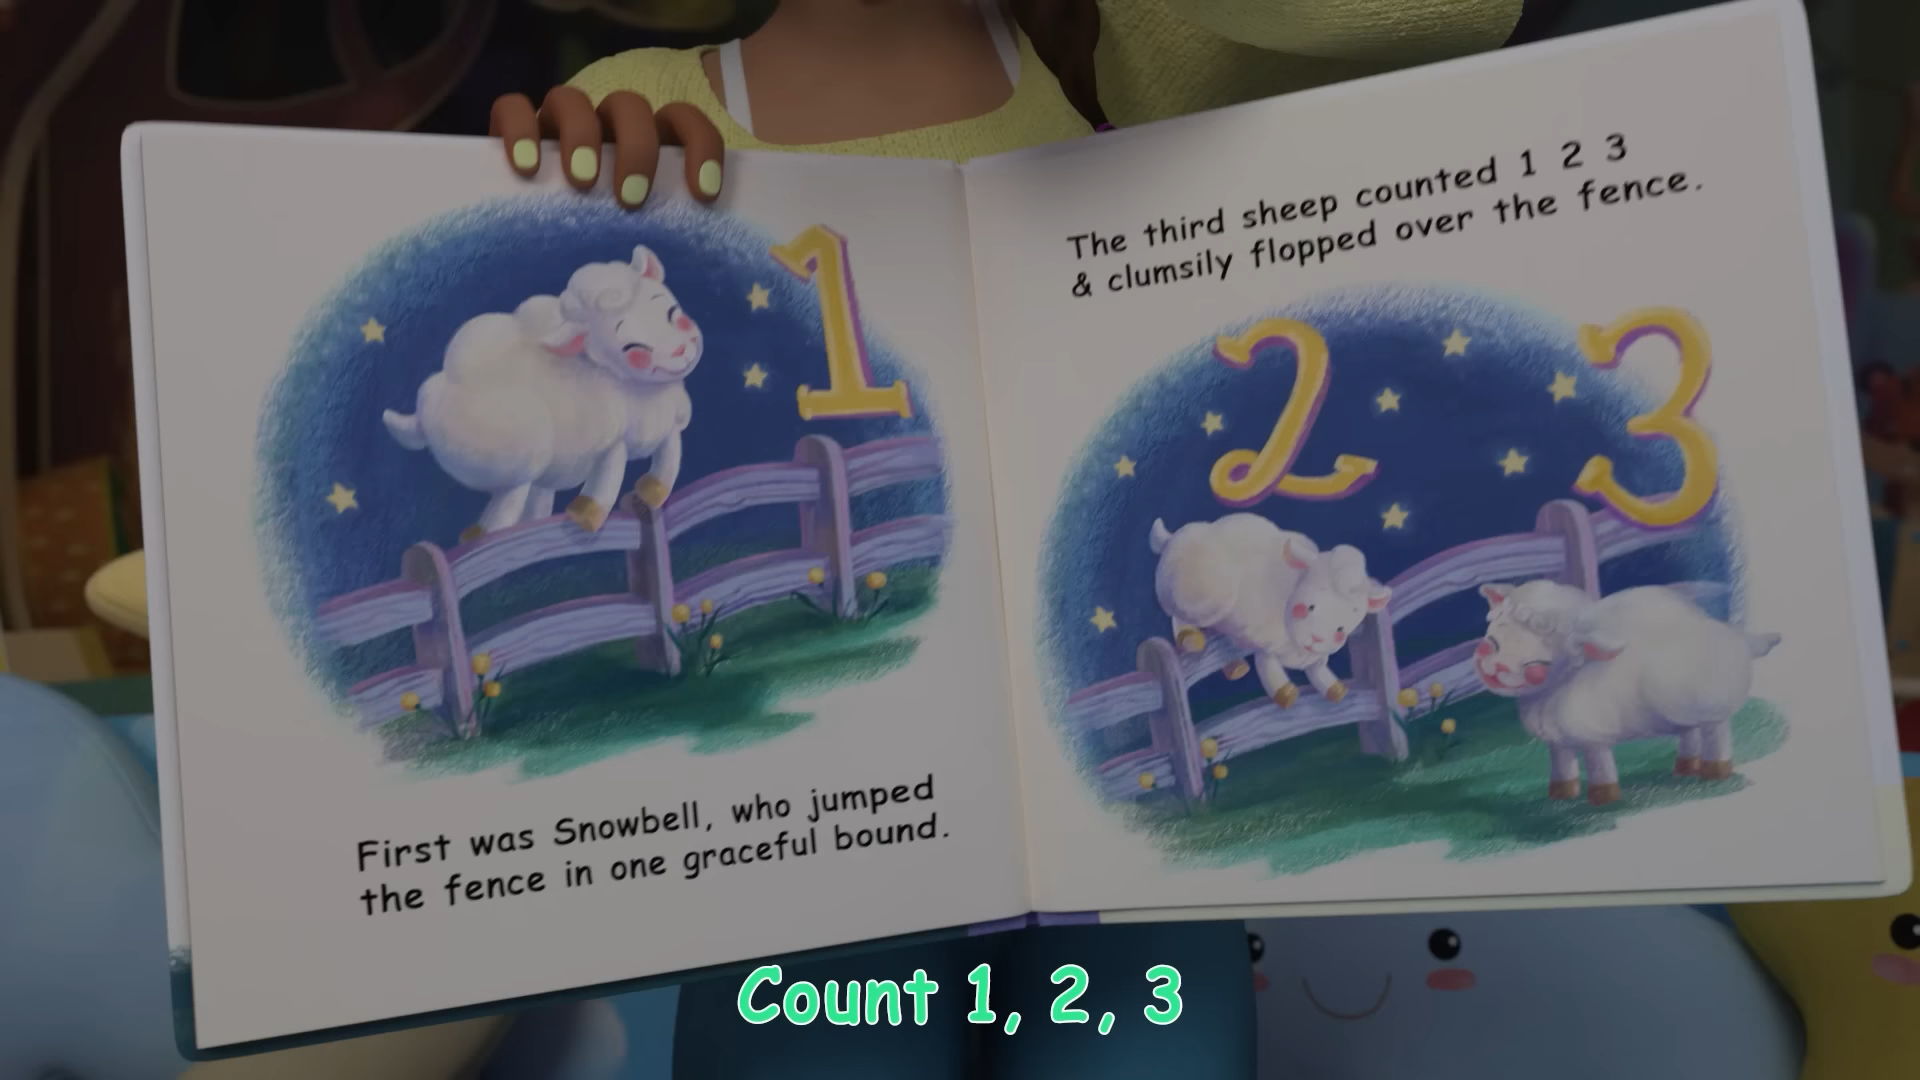 1
First was Snowbell, who jumped
the fence in one graceful bound.
The third sheep counted 1 2 3
& clumsily flopped over the fence.
2 3
Count 1, 2, 3